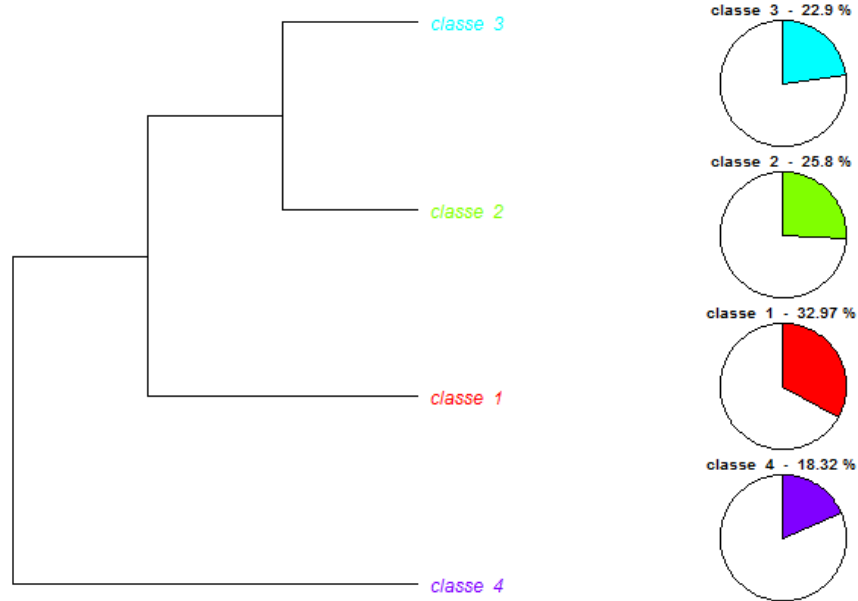 classe 3
classe 3 - 22.9 %
classe 2 - 25.8 %
classe 2
classe 1 - 32.97 %
classe 1
classe 4 - 18.32 %
classe 4